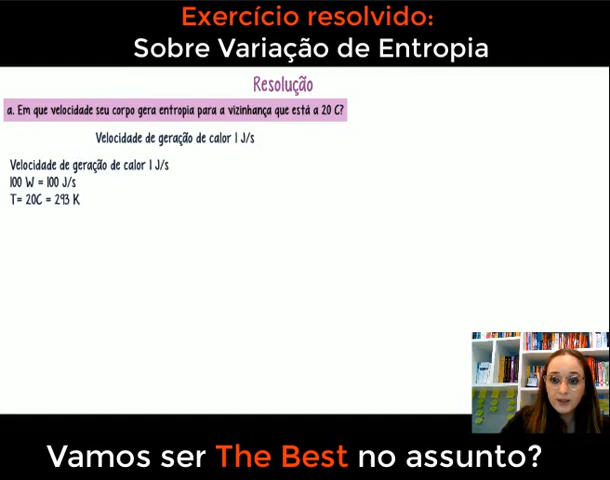 Exercício resolvido:
Sobre Variação de Entropia
Resolução
a. Em que velocidade seu corpo gera entropia para a vizinhança que está a 20 C?
Velocidade de geração de calor 1 J/s
Velocidade de geração de calor 1 J/s
100 W = 100 J/s
T= 20C = 293 K
Vamos ser The Best no assunto?